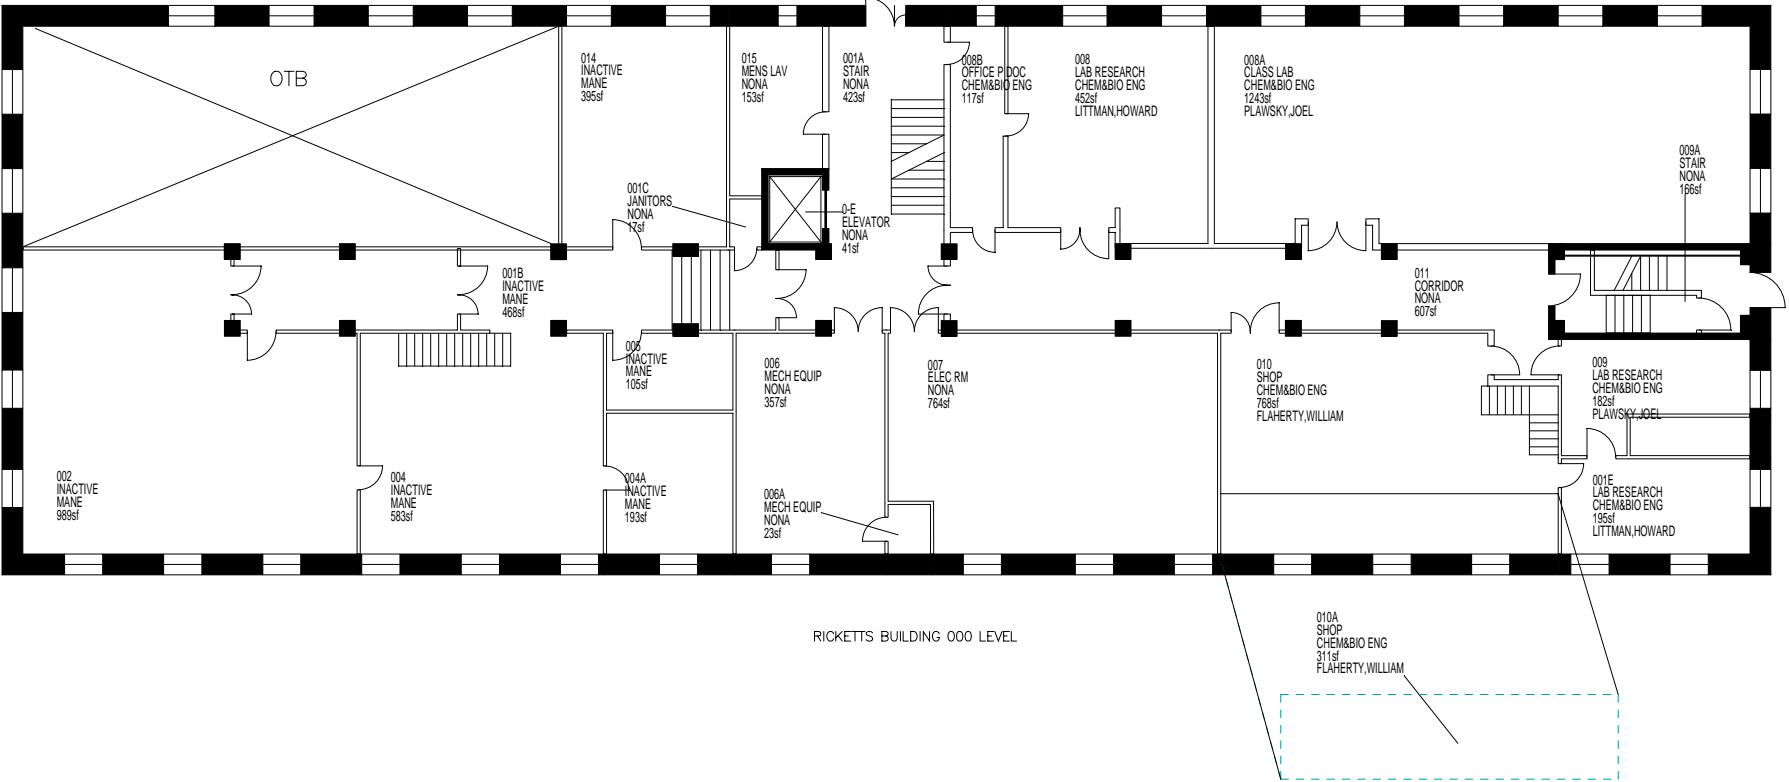 OTB
014
INACTIVE
MANE
395sf
015
MENS LAV
NONA
153sf
001A
STAIR
NONA
423sf
008B
OFFICE P'DOC
CHEM&BIO ENG
117sf
008
LAB RESEARCH
CHEM&BIO ENG
452sf
LITTMAN,HOWARD
008A
CLASS LAB
CHEM&BIO ENG
1243sf
PLAWSKY,JOEL
009A
STAIR
NONA
166sf
001C
JANITORS
NONA
17sf
0-E
ELEVATOR
NONA
41sf
001B
INACTIVE
MANE
468sf
011
CORRIDOR
NONA
607sf
005
INACTIVE
MANE
105sf
006
MECH EQUIP
NONA
357sf
007
ELEC RM
NONA
764sf
010
SHOP
CHEM&BIO ENG
768sf
FLAHERTY,WILLIAM
009
LAB RESEARCH
CHEM&BIO ENG
182sf
PLAWSKY,JOEL
002
INACTIVE
MANE
989sf
004
INACTIVE
MANE
583sf
004A
INACTIVE
MANE
193sf
006A
MECH EQUIP
NONA
23sf
001E
LAB RESEARCH
CHEM&BIO ENG
195sf
LITTMAN,HOWARD
RICKETTS BUILDING 000 LEVEL
010A
SHOP
CHEM&BIO ENG
311sf
FLAHERTY,WILLIAM